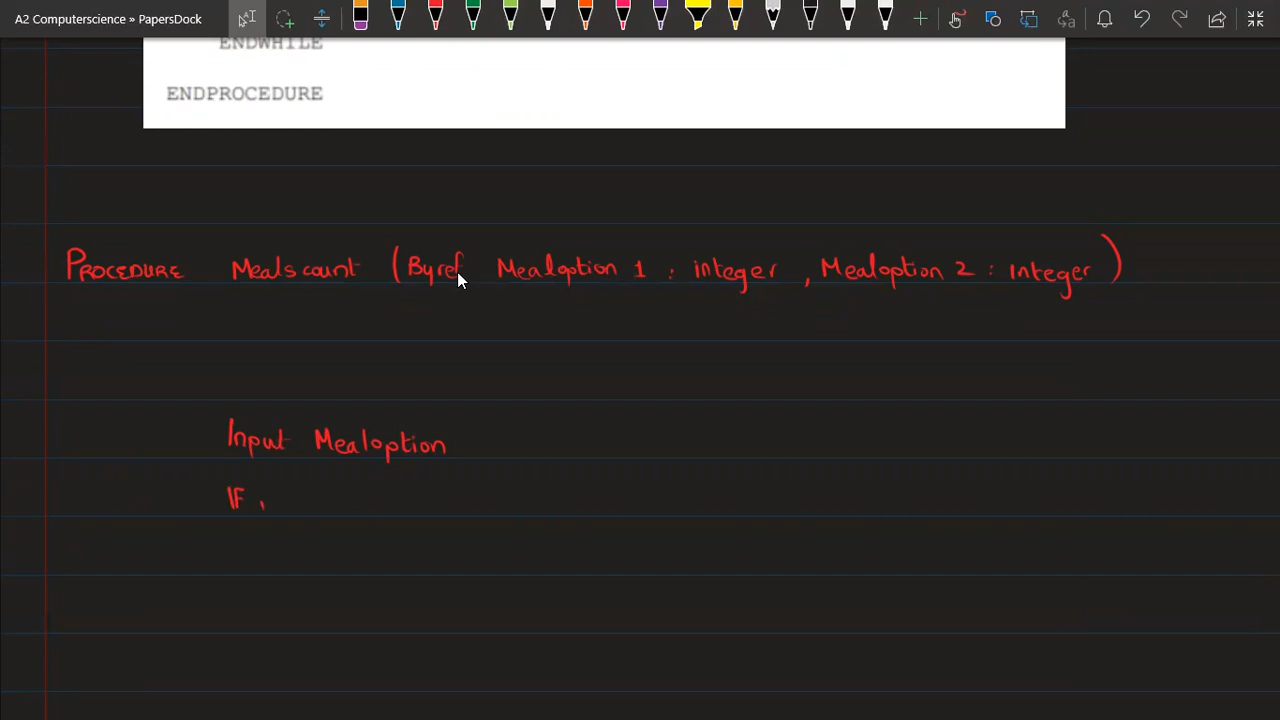 A2 Computerscience » PapersDock
ENDWHILE
ENDPROCEDURE
PROCEDURE Mealscount (Byref Mealoption 1 : integer , Mealoption 2 : Integer )
Input Mealoption
IF